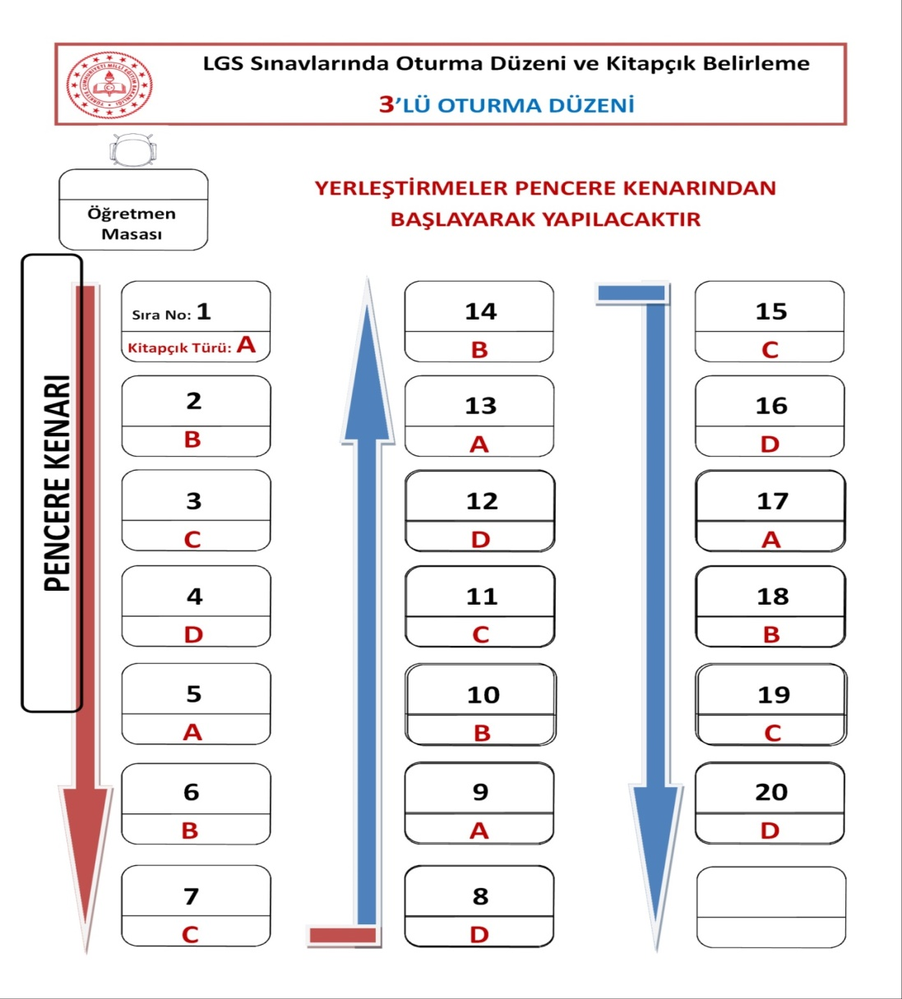 LGS Sınavlarında Oturma Düzeni ve Kitapçık Belirleme
3’LÜ OTURMA DÜZENİ
Öğretmen
Masası
YERLEŞTİRMELER PENCERE KENARINDAN
BAŞLAYARAK YAPILACAKTIR
PENCERE KENARI
Sıra No: 1
Kitapçık Türü: A
2
B
3
C
4
D
5
A
6
B
7
C
14
B
13
A
12
D
11
C
10
B
9
A
8
D
15
C
16
D
17
A
18
B
19
C
20
D